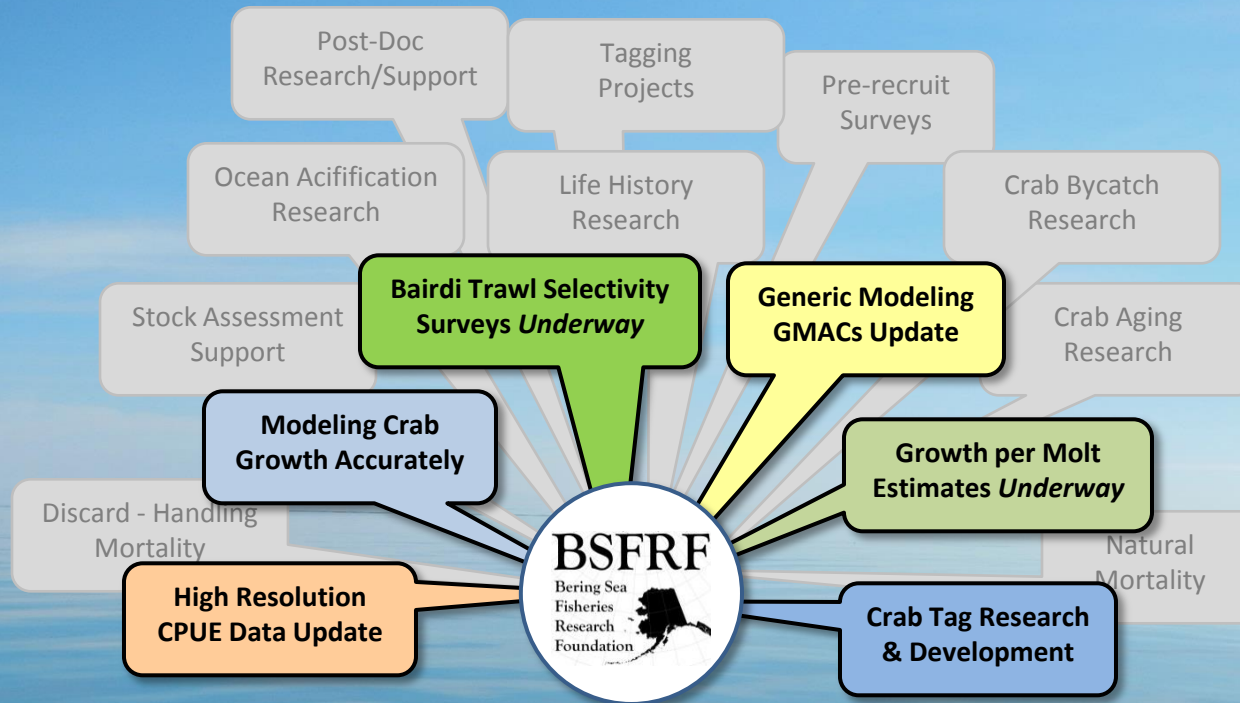 Post-Doc
Research/Support
Tagging
Projects
Pre-recruit
Surveys
Ocean Acifification
Research
Life History
Research
Crab Bycatch
Research
Stock Assessment
Support
Bairdi Trawl Selectivity
Surveys Underway
Generic Modeling
GMACs Update
Crab Aging
Research
Modeling Crab
Growth Accurately
Growth per Molt
Estimates Underway
Discard - Handling
Mortality
Natural
Mortality
High Resolution
CPUE Data Update
BSFRF
Bering Sea
Fisheries
Research
Foundation
Crab Tag Research
& Development